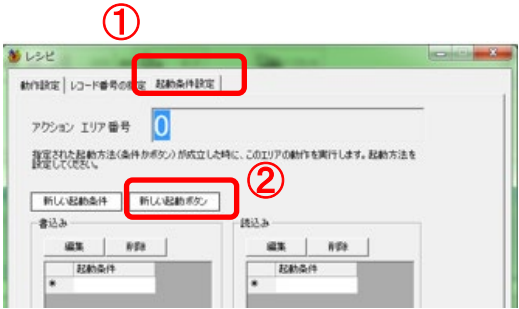 ①
レシピ
動作設定 レコード番号の 定 起動条件設定
アクション エリア番号 0
指定された起動方法(条件かボタン)が成立した時に、このエリアの動作を実行します。起動方法を
設定してください。
②
新しい起動条件 新しい起動ボタン
書込み 読込み
編集 削除 編集 削除
起動条件 起動条件
* *